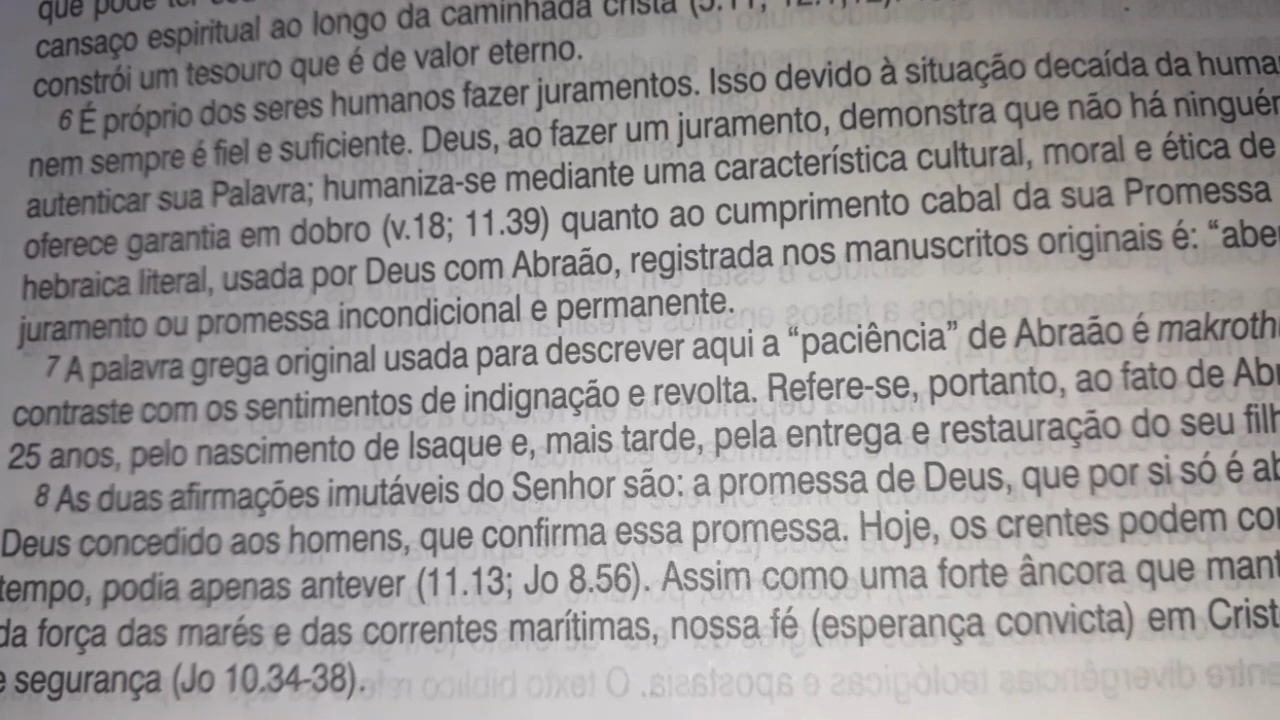 que pode
cansaço espiritual ao longo da caminhada cristã (5.11;
constrói um tesouro que é de valor eterno.
6 É próprio dos seres humanos fazer juramentos. Isso devido à situação decaída da huma
nem sempre é fiel e suficiente. Deus, ao fazer um juramento, demonstra que não há ninguém
autenticar sua Palavra; humaniza-se mediante uma característica cultural, moral e ética de
oferece garantia em dobro (v.18; 11.39) quanto ao cumprimento cabal da sua Promessa
hebraica literal, usada por Deus com Abraão, registrada nos manuscritos originais é: “aben
juramento ou promessa incondicional e permanente.
7 A palavra grega original usada para descrever aqui a “paciência” de Abraão é makroth
contraste com os sentimentos de indignação e revolta. Refere-se, portanto, ao fato de Abr
25 anos, pelo nascimento de Isaque e, mais tarde, pela entrega e restauração do seu filh
8 As duas afirmações imutáveis do Senhor são: a promessa de Deus, que por si só é ab
Deus concedido aos homens, que confirma essa promessa. Hoje, os crentes podem con
tempo, podia apenas antever (11.13; Jo 8.56). Assim como uma forte âncora que mant
da força das marés e das correntes marítimas, nossa fé (esperança convicta) em Crist
e segurança (Jo 10.34-38).